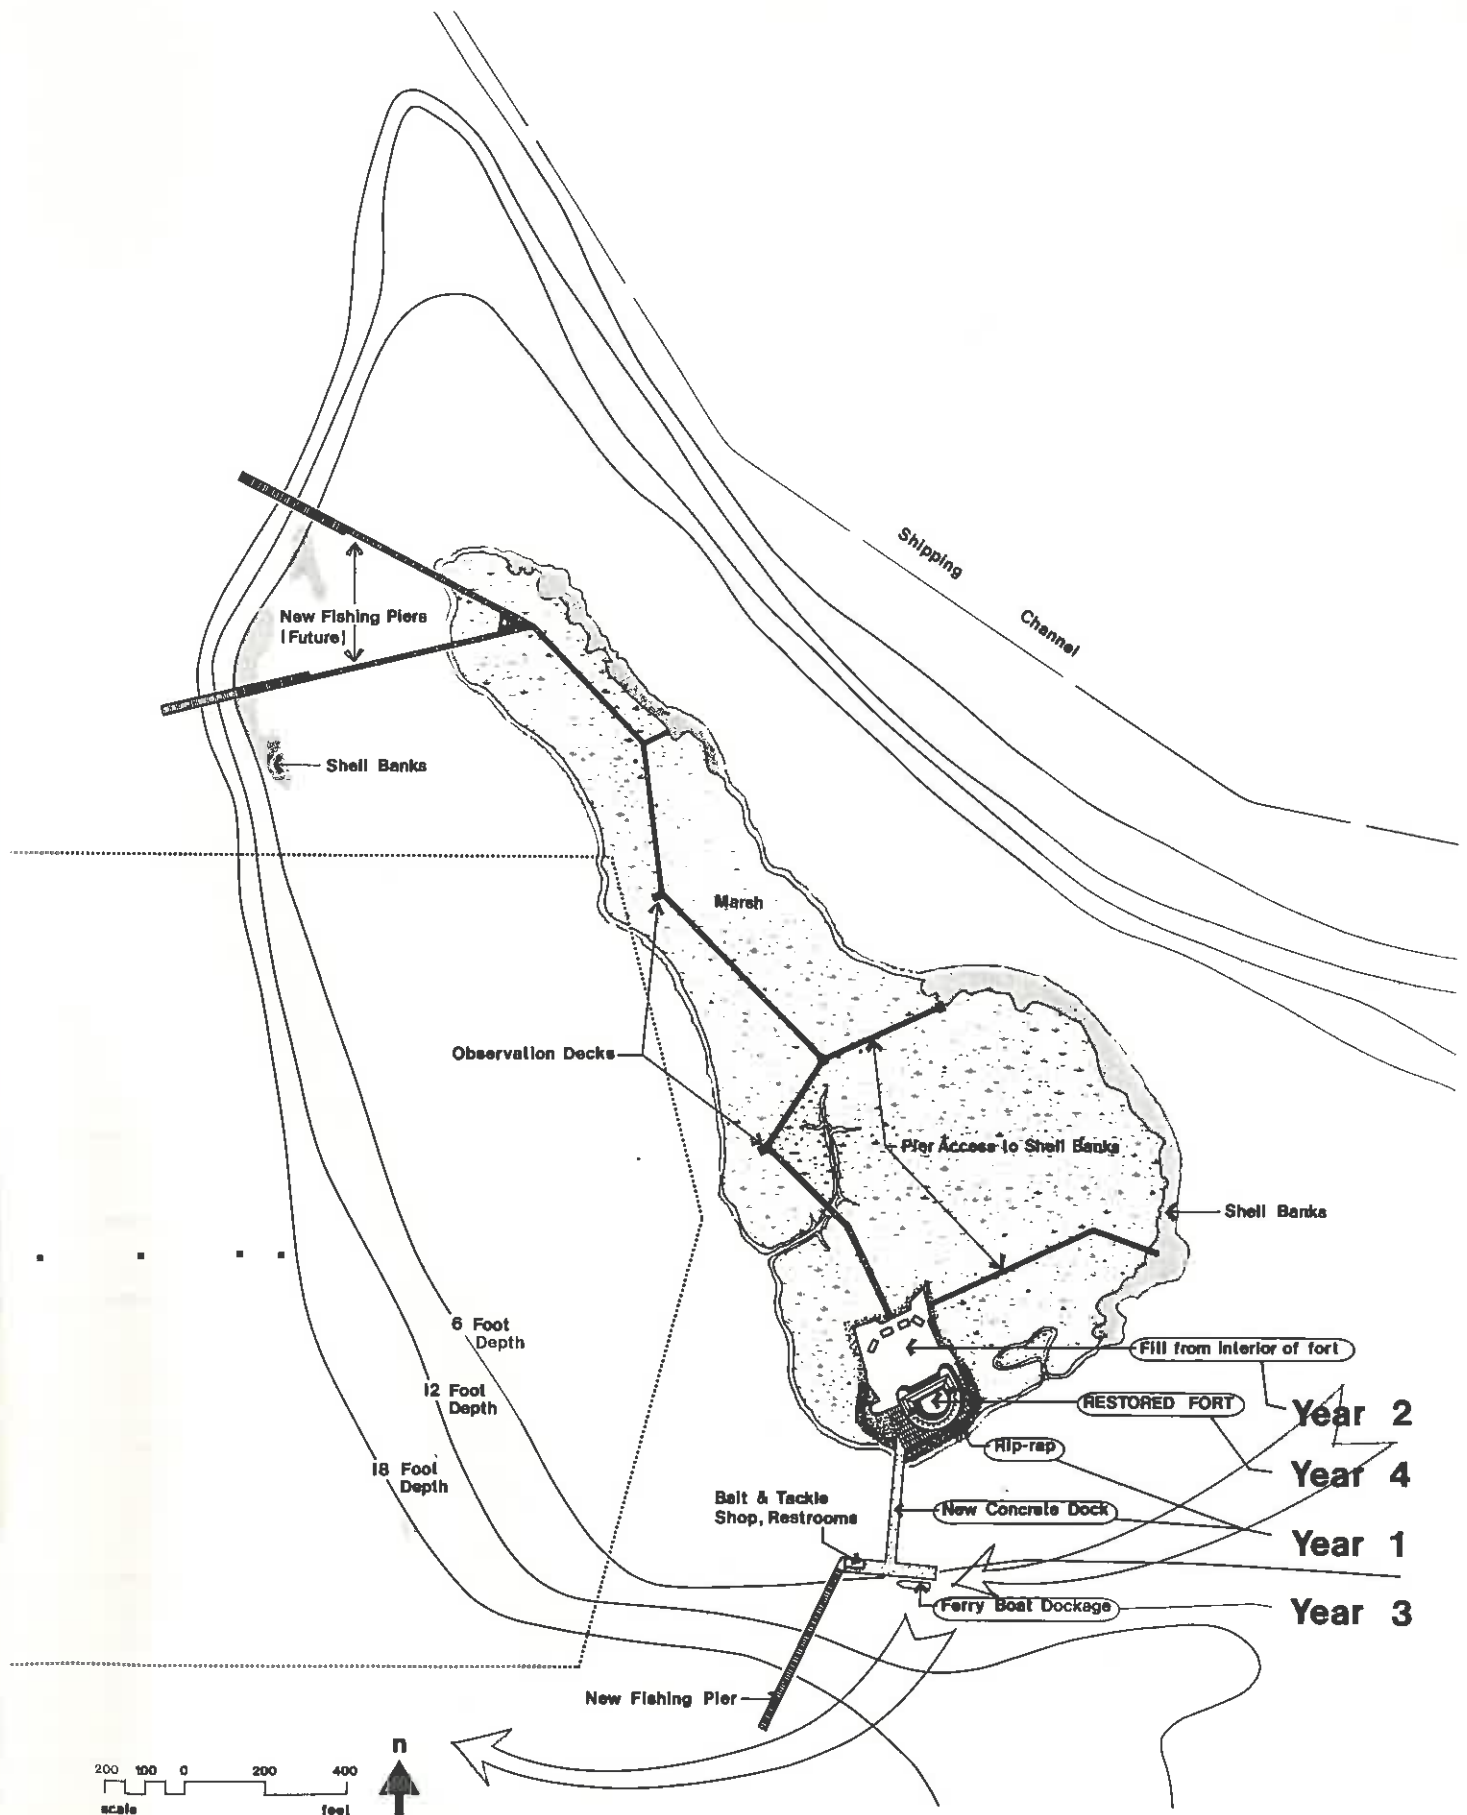 Shipping
Channel
New Fishing Piers
(Future)
Shell Banks
Marsh
Observation Decks
Pier Access to Shell Banks
Shell Banks
6 Foot
Depth
12 Foot
Depth
18 Foot
Depth
Fill from interior of fort
RESTORED FORT
Year 2
Rip-rap
Year 4
Bait & Tackle
Shop, Restrooms
New Concrete Dock
Year 1
Ferry Boat Dockage
Year 3
New Fishing Pier
n
200 100 0 200 400
scale feet